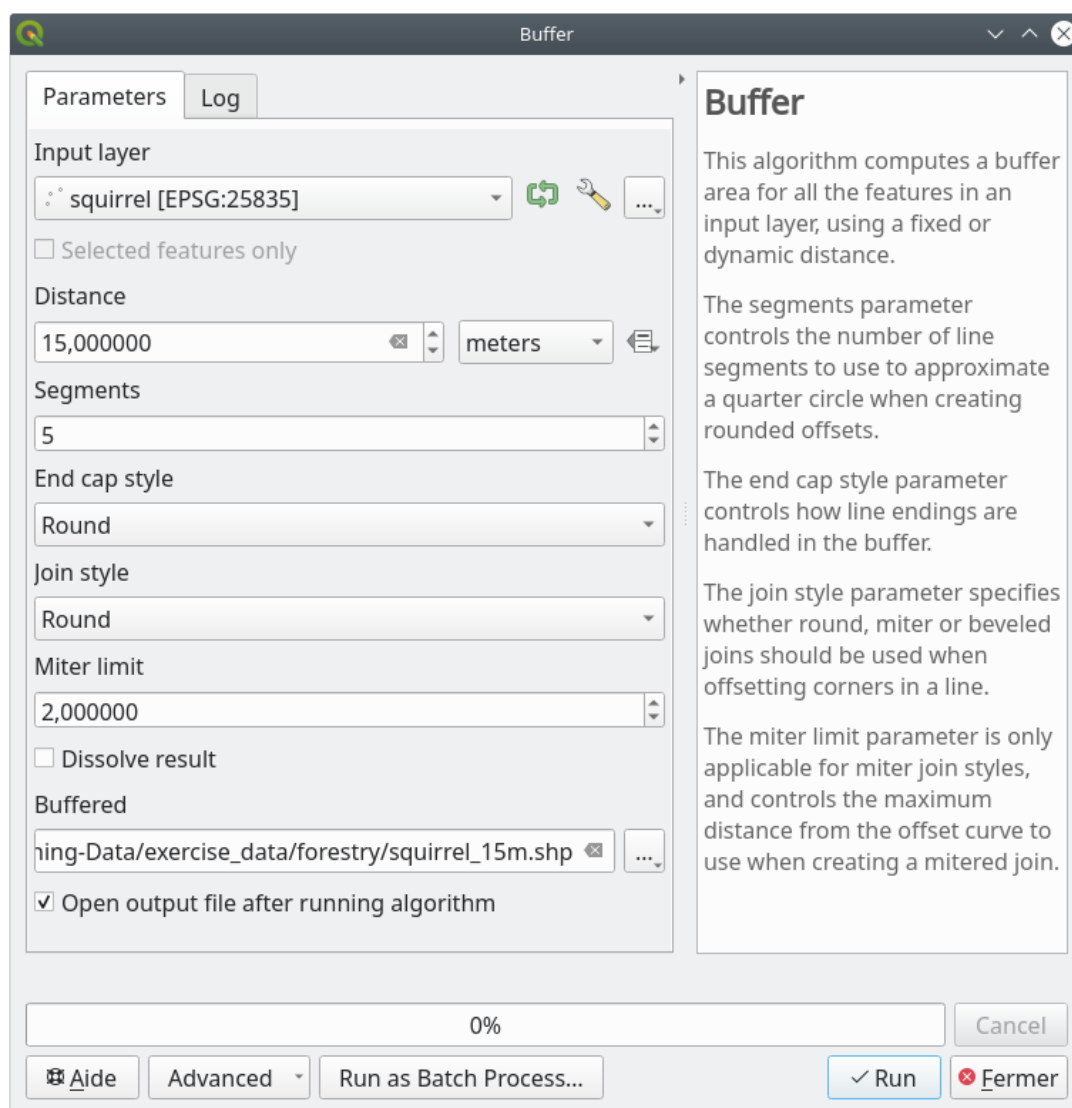 Buffer
Parameters
Log
Input layer
squirrel [EPSG:25835]
...
Selected features only
Distance
15,000000
meters
Segments
5
End cap style
Round
Join style
Round
Miter limit
2,000000
Dissolve result
Buffered
ning-Data/exercise_data/forestry/squirrel_15m.shp
...
Open output file after running algorithm
Buffer
This algorithm computes a buffer
area for all the features in an
input layer, using a fixed or
dynamic distance.
The segments parameter
controls the number of line
segments to use to approximate
a quarter circle when creating
rounded offsets.
The end cap style parameter
controls how line endings are
handled in the buffer.
The join style parameter specifies
whether round, miter or beveled
joins should be used when
offsetting corners in a line.
The miter limit parameter is only
applicable for miter join styles,
and controls the maximum
distance from the offset curve to
use when creating a mitered join.
0%
Cancel
Aide
Advanced
Run as Batch Process...
Run
Fermer